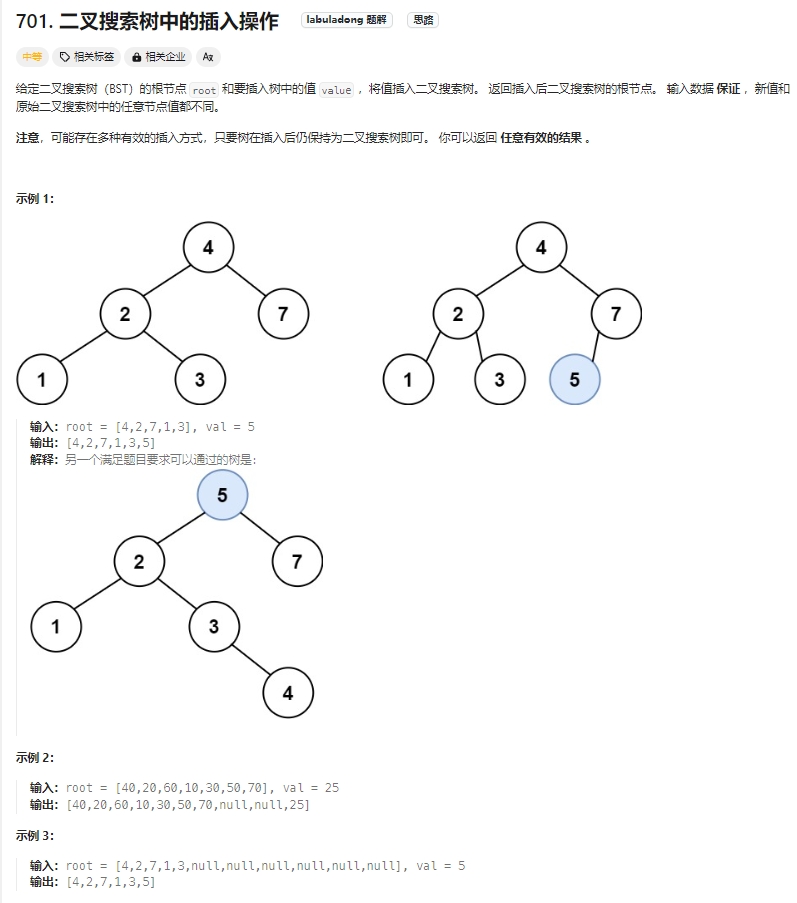 701. 二叉搜索树中的插入操作 labuladong 题解 思路
中等 相关标签 相关企业 Az
给定二叉搜索树（BST）的根节点 root 和要插入树中的值 value ，将值插入二叉搜索树。 返回插入后二叉搜索树的根节点。 输入数据 保证 ，新值和
原始二叉搜索树中的任意节点值都不同。
注意，可能存在多种有效的插入方式，只要树在插入后仍保持为二叉搜索树即可。 你可以返回 任意有效的结果 。
示例 1：
4 4
2 7 2 7
1 3 1 3 5
输入：root = [4,2,7,1,3], val = 5
输出：[4,2,7,1,3,5]
解释：另一个满足题目要求可以通过的树是：
5
2 7
1 3
4
示例 2：
输入：root = [40,20,60,10,30,50,70], val = 25
输出：[40,20,60,10,30,50,70,null,null,25]
示例 3：
输入：root = [4,2,7,1,3,null,null,null,null,null,null], val = 5
输出：[4,2,7,1,3,5]